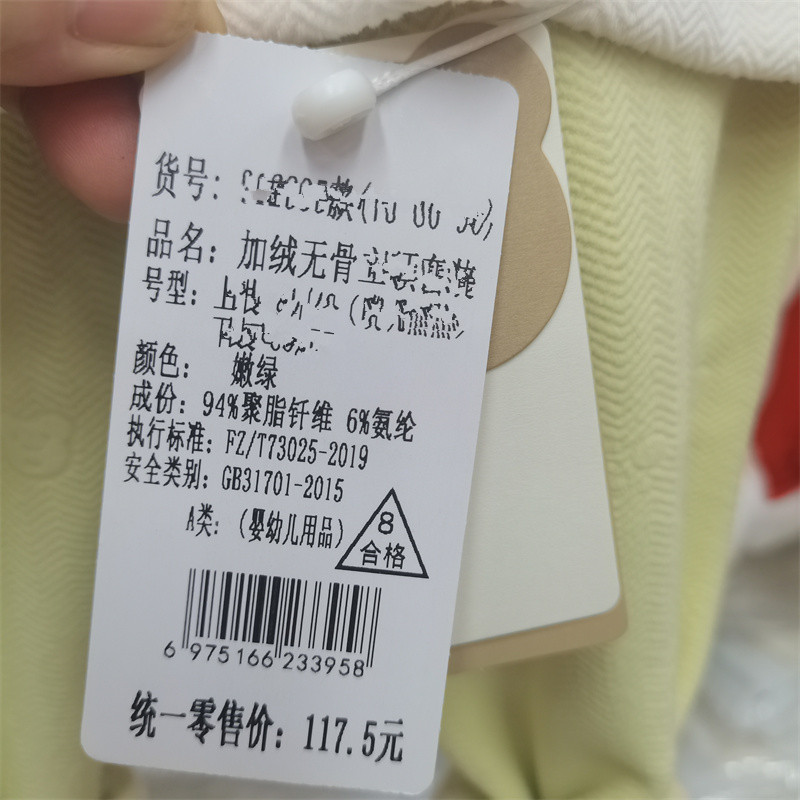 货号:
品名: 加绒无骨
号型: 上装
颜色: 嫩绿
成份: 94%聚脂钎维 6%氨纶
执行标准: FZ/T73025-2019
安全类别: GB31701-2015
A类: (婴幼儿用品)
8
合格
6 975166 233958
统一零售价: 117.5元